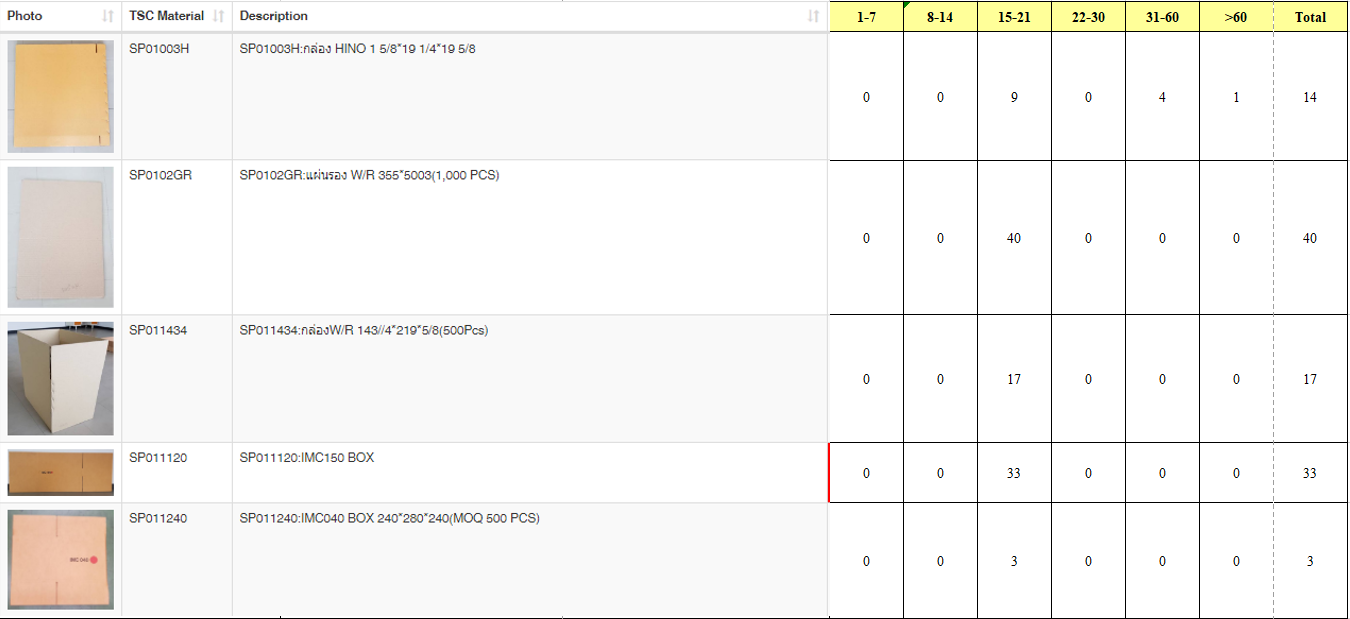 Photo TSC Material Description 1-7 8-14 15-21 22-30 31-60 >60 Total
SP01003H SP01003H:กล่อง HINO 1 5/8*19 1/4*19 5/8 0 0 9 0 4 1 14
SP0102GR SP0102GR:แผ่นรอง W/R 355*5003(1,000 PCS) 0 0 40 0 0 0 40
SP011434 SP011434:กล่องW/R 143//4*219*5/8(500Pcs) 0 0 17 0 0 0 17
SP011120 SP011120:IMC150 BOX 0 0 33 0 0 0 33
SP011240 SP011240:IMC040 BOX 240*280*240(MOQ 500 PCS) 0 0 3 0 0 0 3
IMC 040